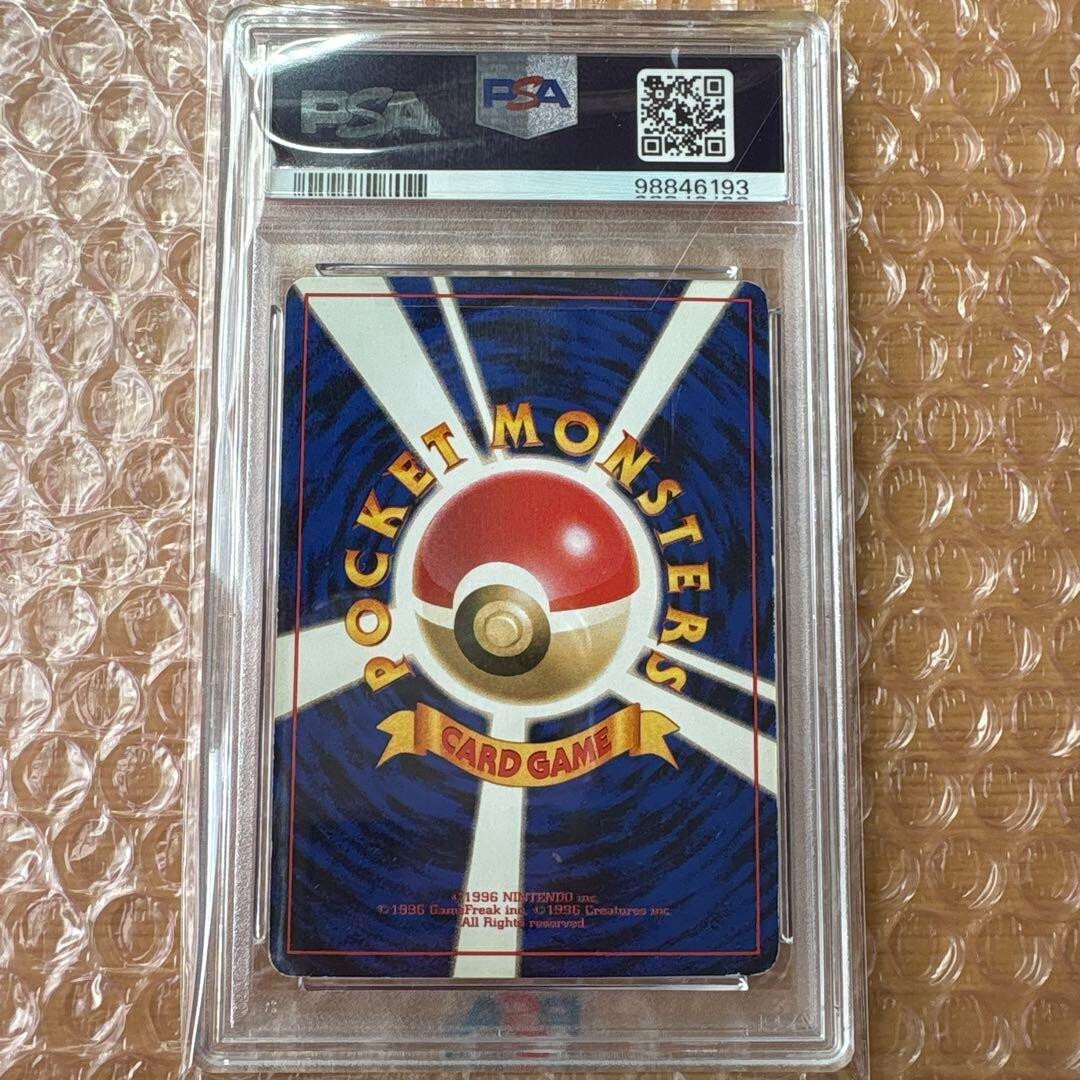 PSA
PSA
98846193
POCKET MONSTERS
CARD GAME
©1996 NINTENDO inc.
©1996 GameFreak inc. ©1996 Creatures inc.
All Rights reserved.
PSA